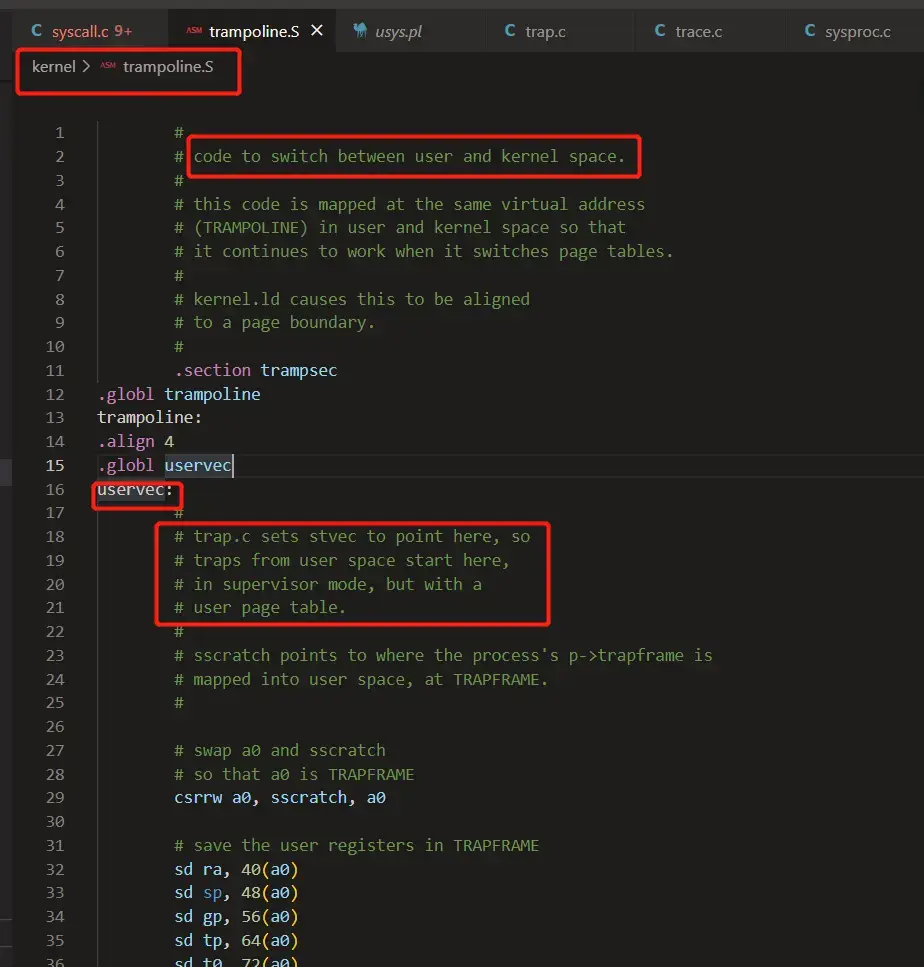 C syscall.c 9+ ASM trampoline.S × usys.pl C trap.c C trace.c C sysproc.c
kernel > ASM trampoline.S
1 #
2 # code to switch between user and kernel space.
3 #
4 # this code is mapped at the same virtual address
5 # (TRAMPOLINE) in user and kernel space so that
6 # it continues to work when it switches page tables.
7 #
8 # kernel.ld causes this to be aligned
9 # to a page boundary.
10 #
11 .section trampsec
12 .globl trampoline
13 trampoline:
14 .align 4
15 .globl uservec
16 uservec:
17 #
18 # trap.c sets stvec to point here, so
19 # traps from user space start here,
20 # in supervisor mode, but with a
21 # user page table.
22 #
23 # sscratch points to where the process's p->trapframe is
24 # mapped into user space, at TRAPFRAME.
25 #
26
27 # swap a0 and sscratch
28 # so that a0 is TRAPFRAME
29 csrrw a0, sscratch, a0
30
31 # save the user registers in TRAPFRAME
32 sd ra, 40(a0)
33 sd sp, 48(a0)
34 sd gp, 56(a0)
35 sd tp, 64(a0)
36 sd t0, 72(a0)